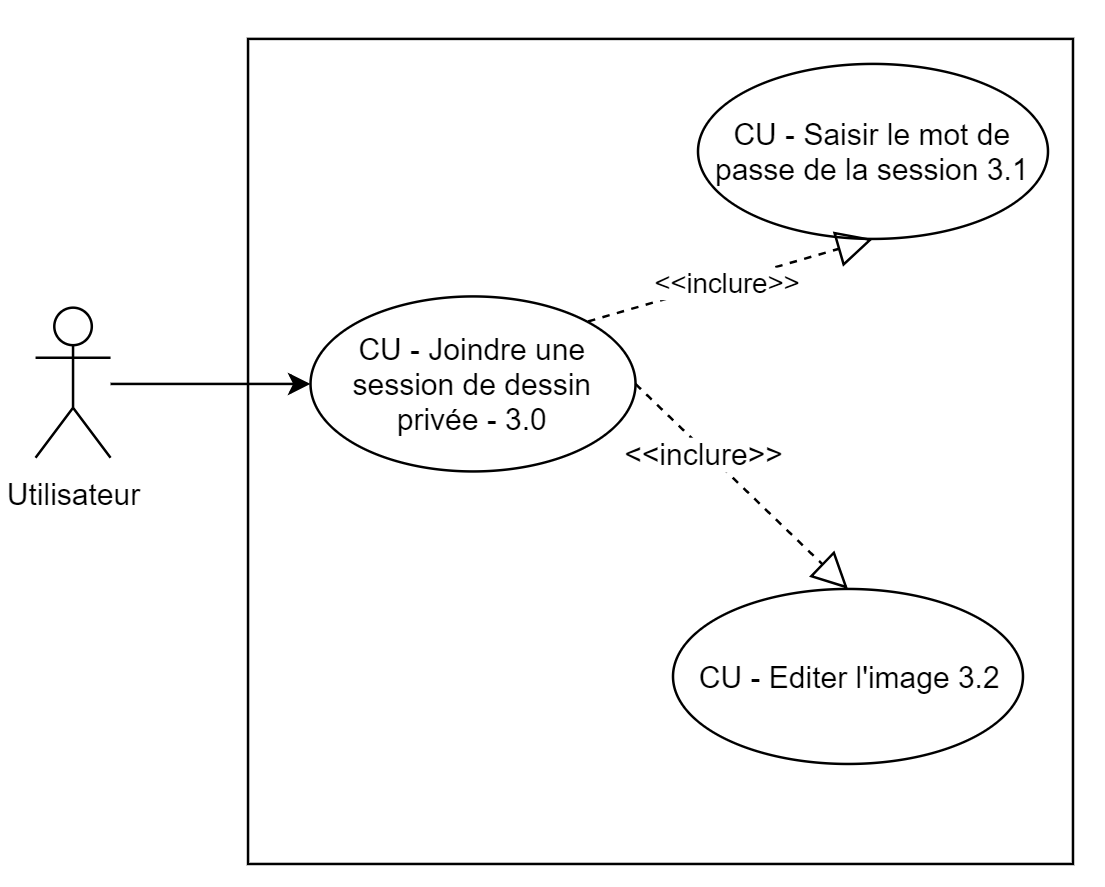 CU - Saisir le mot de
passe de la session 3.1
<<inclure>>
CU - Joindre une
session de dessin
privée - 3.0
<<inclure>>
Utilisateur
CU - Editer l'image 3.2